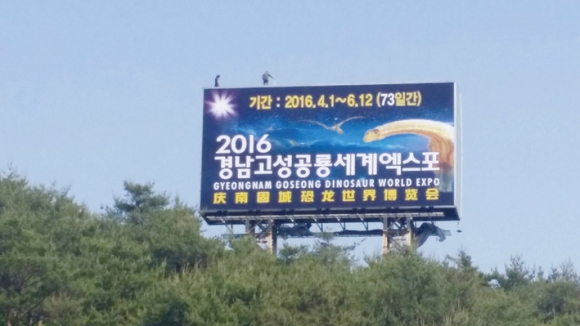 기간 : 2016.4.1~6.12 (73일간)
2016
경남고성공룡세계엑스포
GYEONGNAM GOSEONG DINOSAUR WORLD EXPO
庆南固城恐龙世界博览会